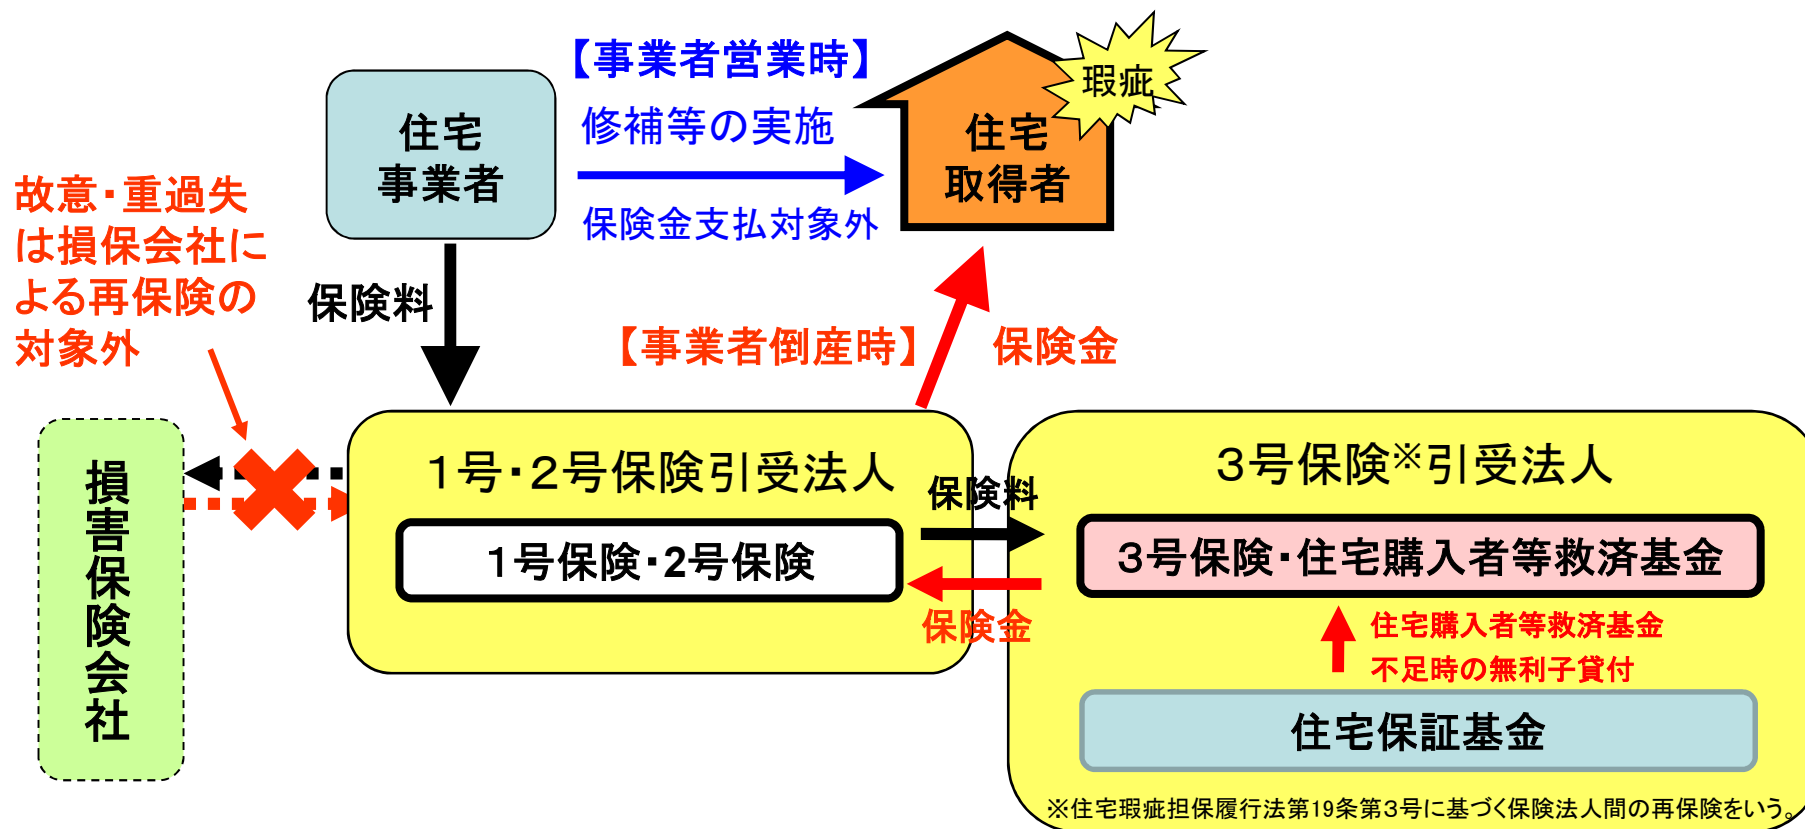 【事業者営業時】
修補等の実施
保険金支払対象外
住宅
事業者
瑕疵
住宅
取得者
故意・重過失
は損保会社に
よる再保険の
対象外
保険料
【事業者倒産時】
保険金
損害保険会社
１号・２号保険引受法人
１号保険・2号保険
保険料
保険金
３号保険※引受法人
３号保険・住宅購入者等救済基金
住宅購入者等救済基金
不足時の無利子貸付
住宅保証基金
※住宅瑕疵担保履行法第19条第３号に基づく保険法人間の再保険をいう。